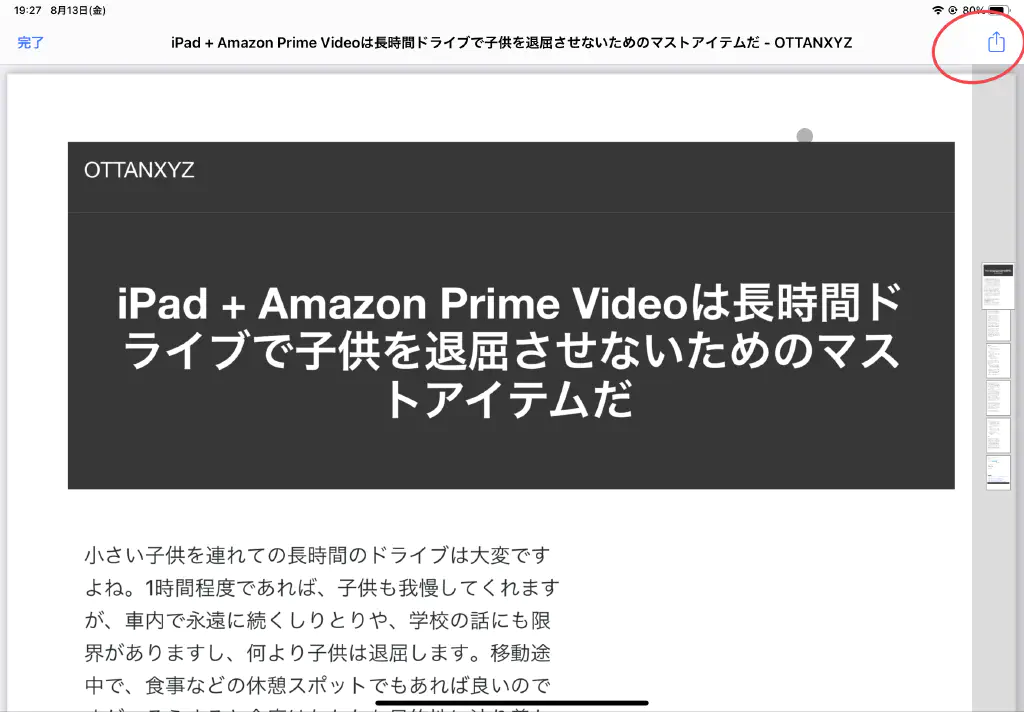 19:27 8月13日(金)
80%
完了
iPad + Amazon Prime Videoは長時間ドライブで子供を退屈させないためのマストアイテムだ - OTTANXYZ
OTTANXYZ
iPad + Amazon Prime Videoは長時間ド
ライブで子供を退屈させないためのマス
トアイテムだ
小さい子供を連れての長時間のドライブは大変です
よね。1時間程度であれば、子供も我慢してくれます
が、車内で永遠に続くしりとりや、学校の話にも限
界がありますし、何より子供は退屈します。移動途
中で、食事などの休憩スポットでもあれば良いので